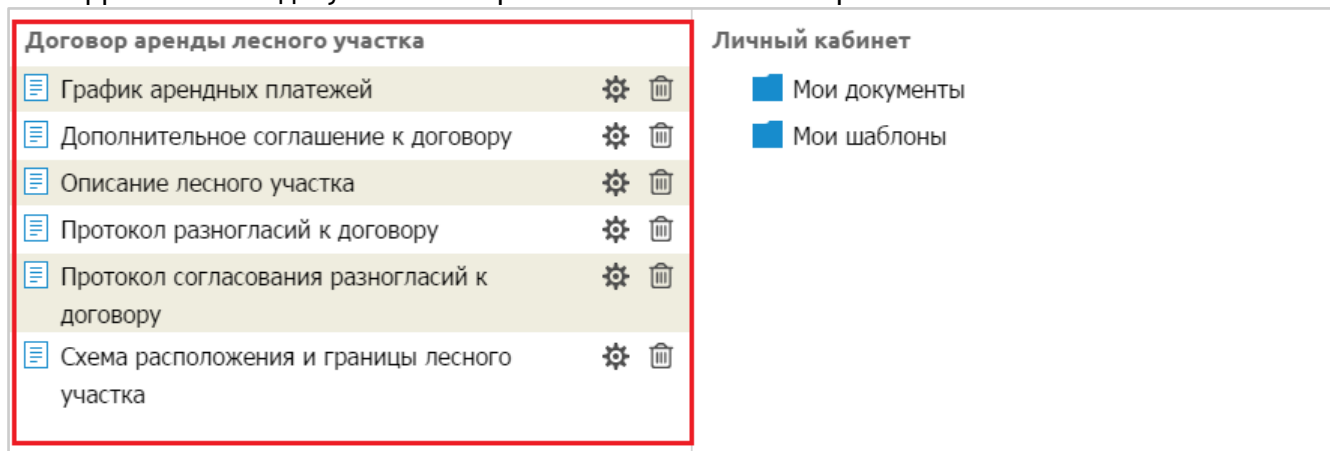 Договор аренды лесного участка
График арендных платежей
Дополнительное соглашение к договору
Описание лесного участка
Протокол разногласий к договору
Протокол согласования разногласий к
договору
Схема расположения и границы лесного
участка
Личный кабинет
Мои документы
Мои шаблоны